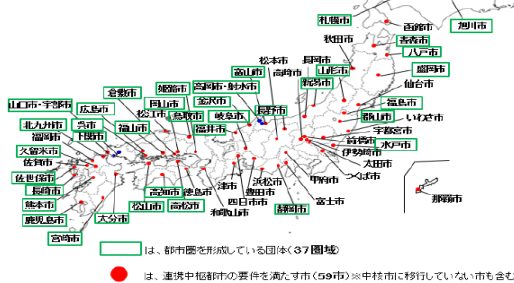 札幌市
函館市
旭川市
秋田市
青森市
八戸市
盛岡市
仙台市
松本市
長岡市
富山市
高崎市
山形市
新潟市
姫路市
高岡市・射水市
倉敷市
岡山市
金沢市
長野市
福島市
山口市・宇部市
広島市
松江市
鳥取市
岐阜市
郡山市
いわき市
北九州市
呉市
福山市
福井市
宇都宮市
福岡市
下関市
前橋市
水戸市
久留米市
伊勢崎市
佐賀市
太田市
佐世保市
高知市
徳島市
津市
浜松市
甲府市
つくば市
長崎市
豊田市
那覇市
熊本市
松山市
高松市
四日市市
富士市
鹿児島市
大分市
和歌山市
静岡市
宮崎市
は、都市圏を形成している団体(37圏域)
は、連携中枢都市の要件を満たす市(59市)※中核市に移行していない市も含む